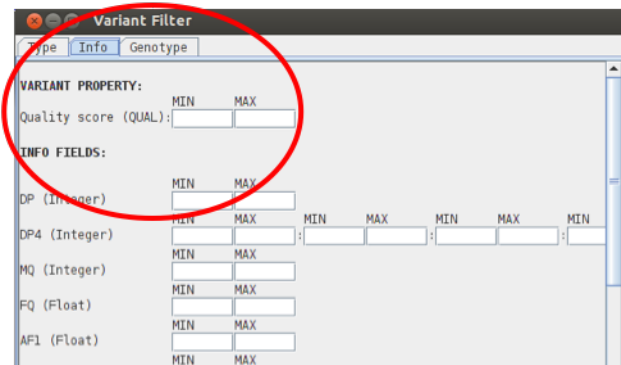 Variant Filter
Type Info Genotype
VARIANT PROPERTY:
MIN MAX
Quality score (QUAL):
INFO FIELDS:
MIN MAX
DP (Integer)
MIN MAX MIN MAX MIN MAX MIN
DP4 (Integer) : : :
MIN MAX
MQ (Integer)
MIN MAX
FQ (Float)
MIN MAX
AF1 (Float)
MIN MAX